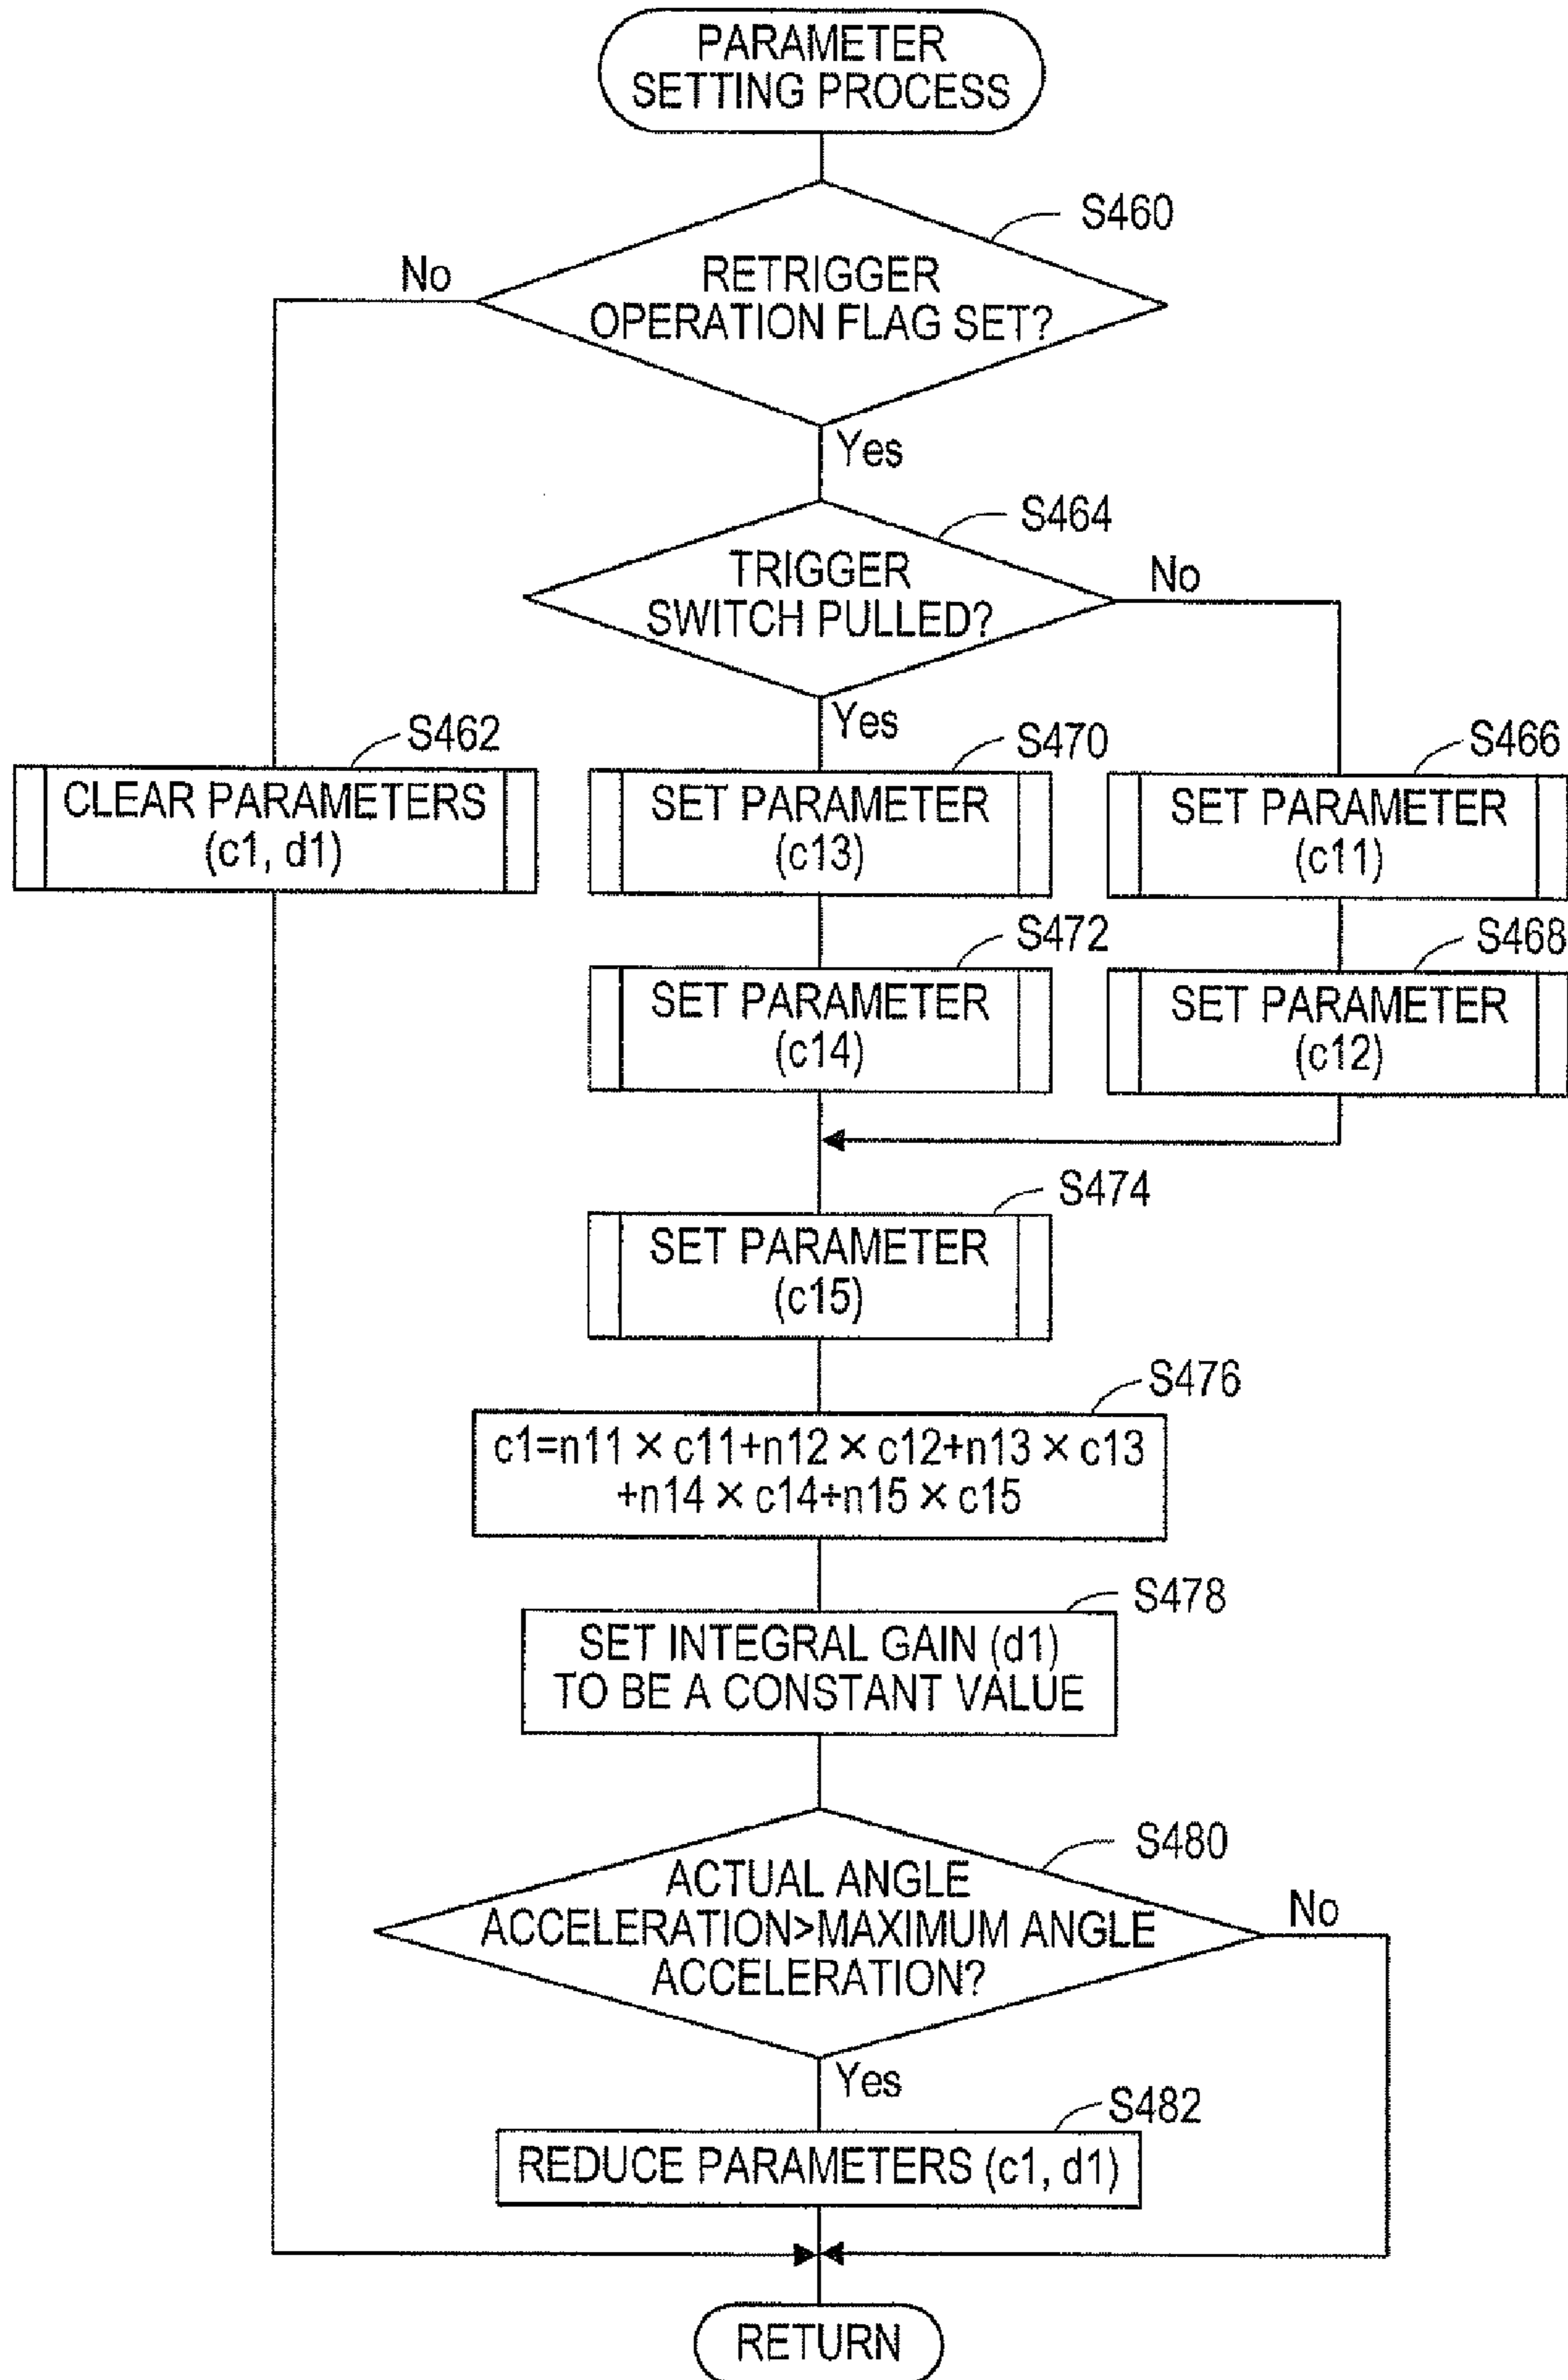 PARAMETER
SETTING PROCESS
S460
No
RETRIGGER
OPERATION FLAG SET?
Yes
S464
TRIGGER
SWITCH PULLED?
No
Yes
S462
CLEAR PARAMETERS
(c1, d1)
S470
SET PARAMETER
(c13)
S466
SET PARAMETER
(c11)
S472
SET PARAMETER
(c14)
S468
SET PARAMETER
(c12)
S474
SET PARAMETER
(c15)
S476
c1=n11×c11+n12×c12+n13×c13
+n14×c14+n15×c15
S478
SET INTEGRAL GAIN (d1)
TO BE A CONSTANT VALUE
S480
ACTUAL ANGLE
ACCELERATION>MAXIMUM ANGLE
ACCELERATION?
No
Yes
S482
REDUCE PARAMETERS (c1, d1)
RETURN